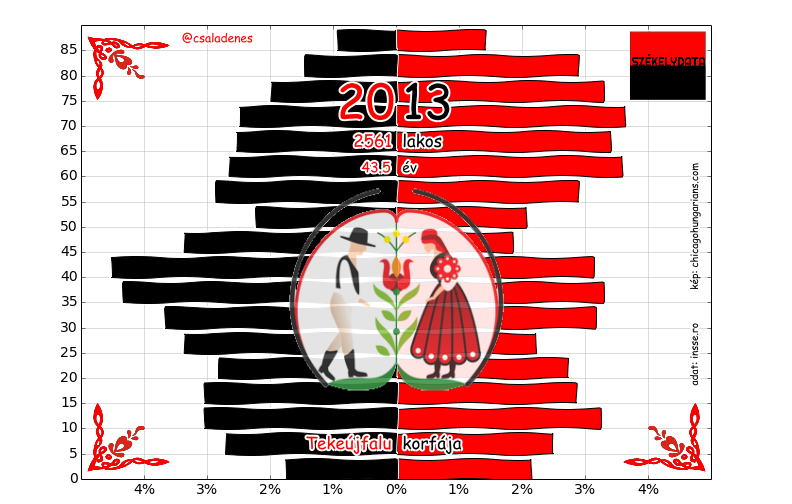 @csaladenes
SZÉKELYDATA
2013
2561 lakos
43.5 év
kép: chicagohungarians.com
adat: insse.ro
Tekeújfalu korfája
85
80
75
70
65
60
55
50
45
40
35
30
25
20
15
10
5
0
4% 3% 2% 1% 0% 1% 2% 3% 4%